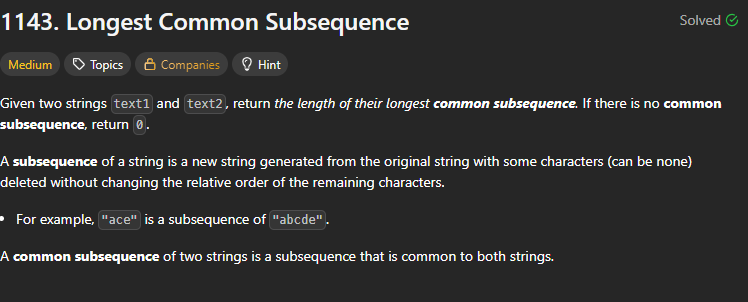 1143. Longest Common Subsequence
Solved
Medium
Topics
Companies
Hint
Given two strings text1 and text2, return the length of their longest common subsequence. If there is no common
subsequence, return 0.
A subsequence of a string is a new string generated from the original string with some characters (can be none)
deleted without changing the relative order of the remaining characters.
• For example, "ace" is a subsequence of "abcde".
A common subsequence of two strings is a subsequence that is common to both strings.